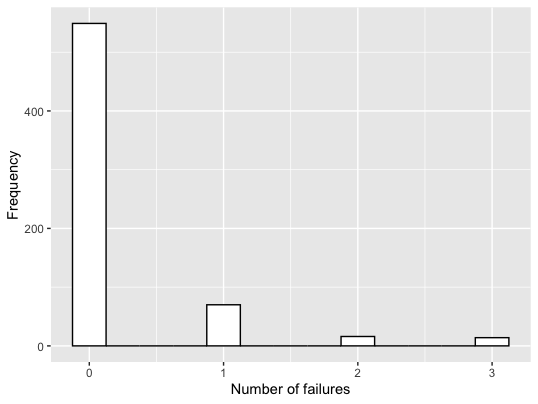 400
200
0
Frequency
0 1 2 3
Number of failures